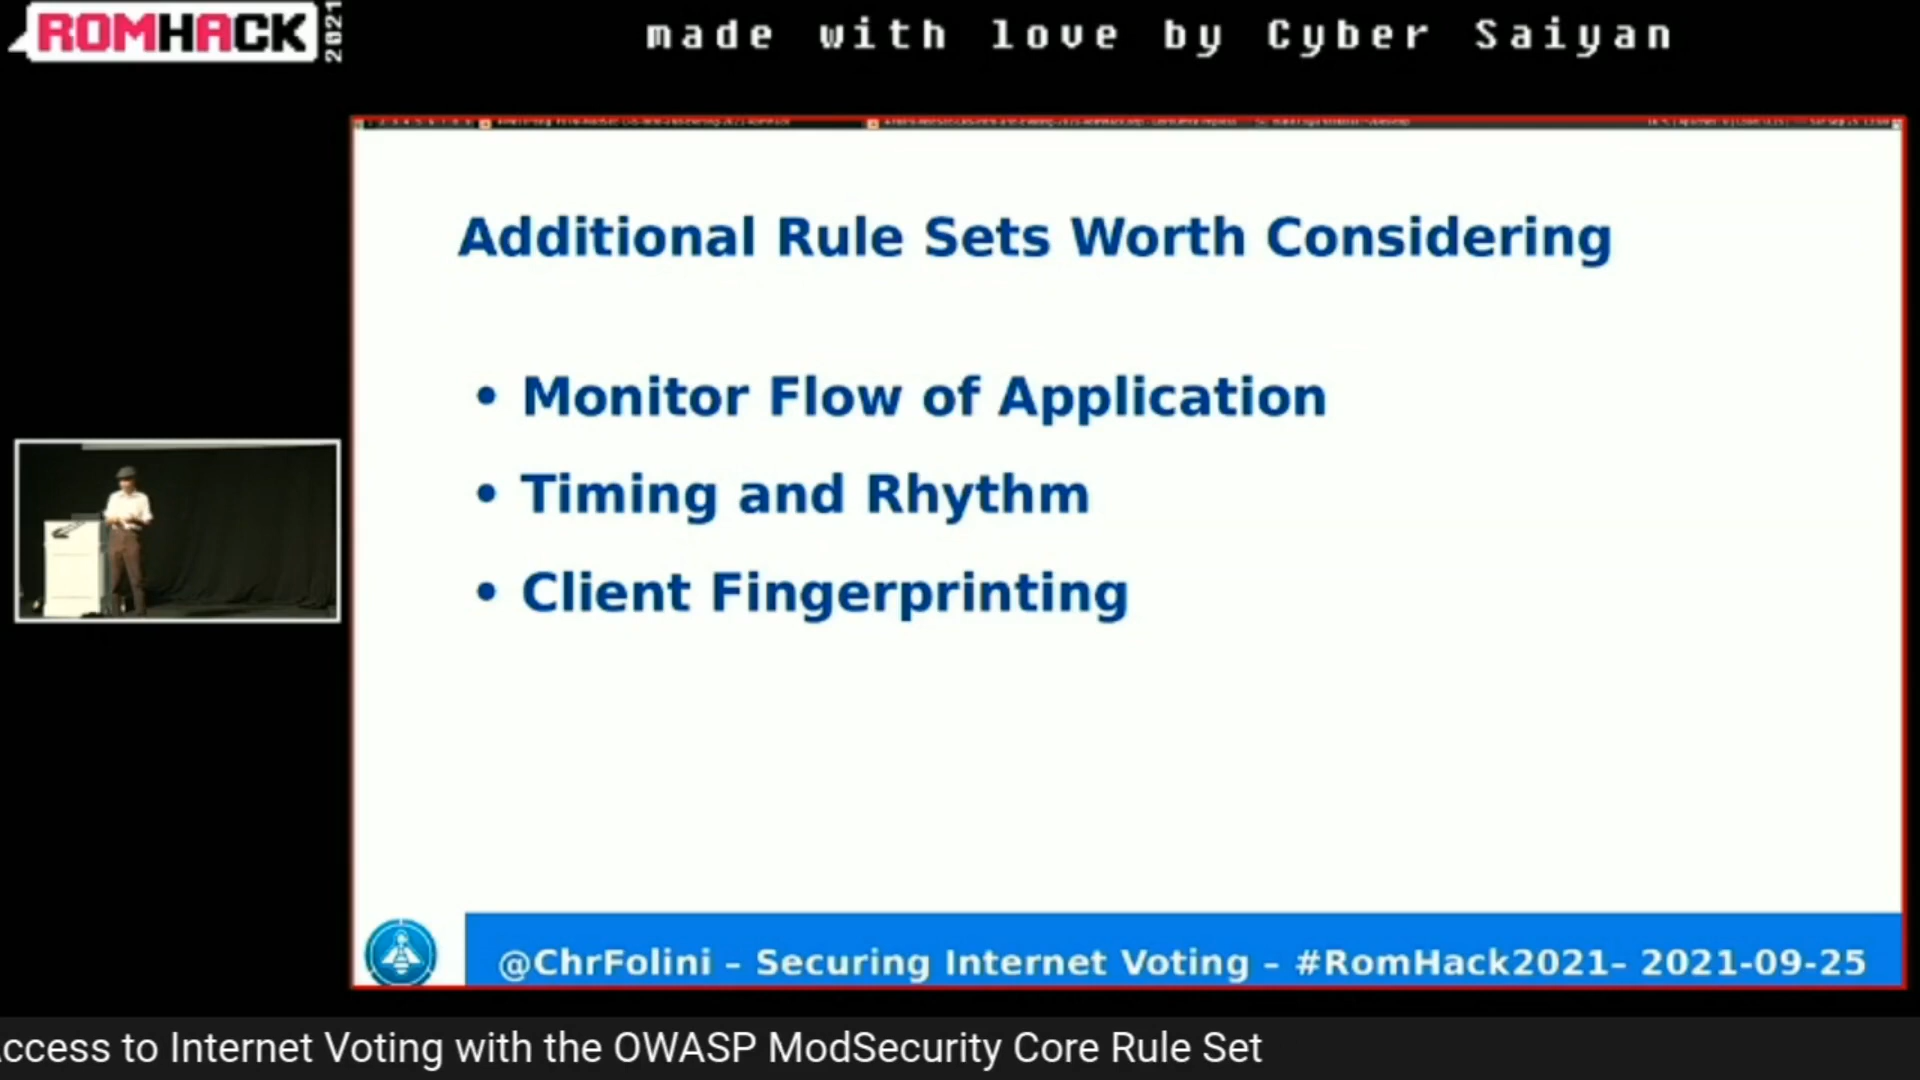 ROMHACK
2021
made with love by Cyber Saiyan
Additional Rule Sets Worth Considering
• Monitor Flow of Application
• Timing and Rhythm
• Client Fingerprinting
@ChrFolini – Securing Internet Voting – #RomHack2021– 2021-09-25
ccess to Internet Voting with the OWASP ModSecurity Core Rule Set